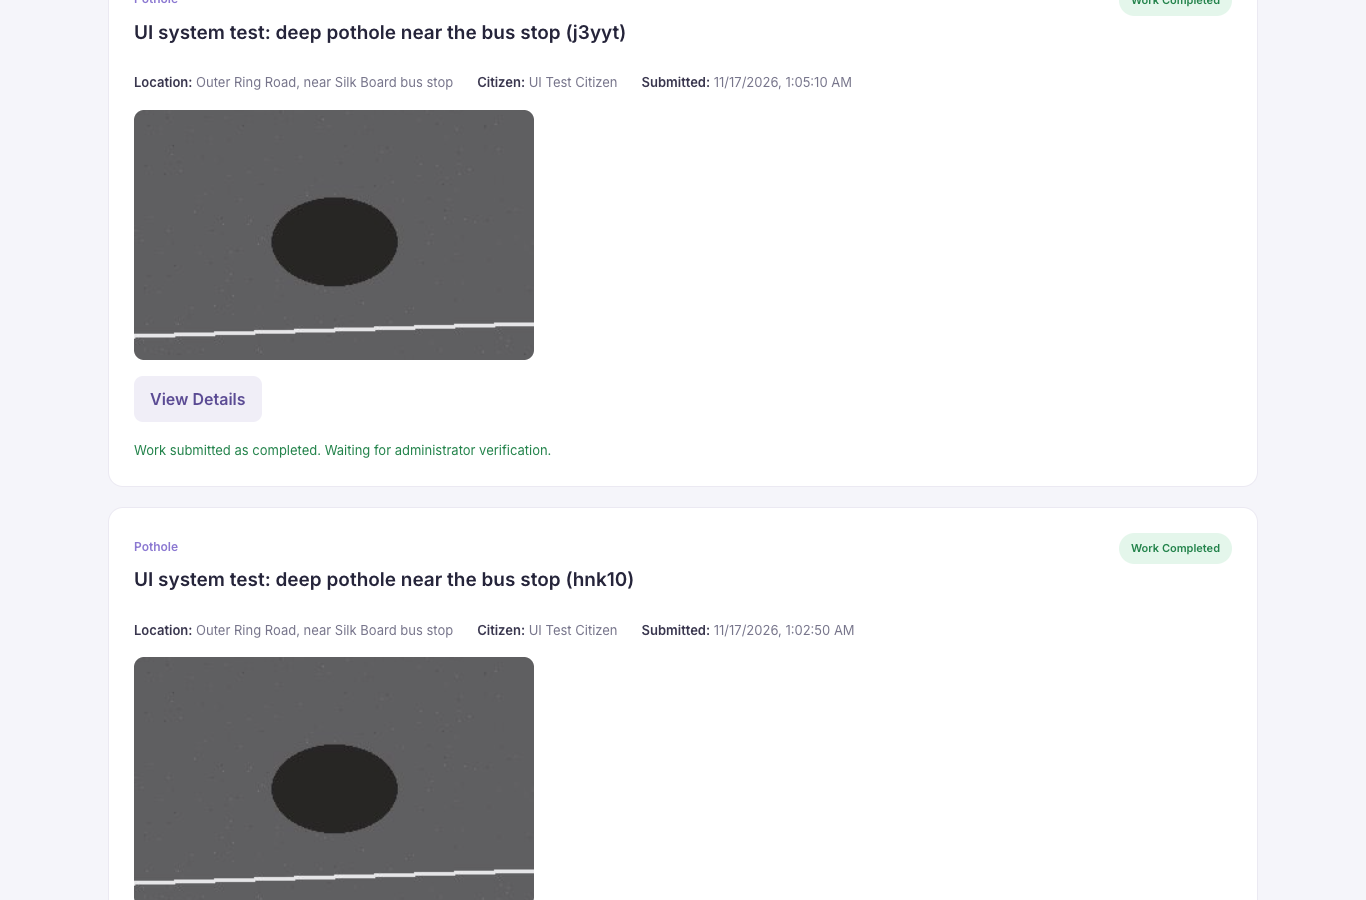 Pothole
Work Completed
UI system test: deep pothole near the bus stop (j3yyt)
Location: Outer Ring Road, near Silk Board bus stop Citizen: UI Test Citizen Submitted: 11/17/2026, 1:05:10 AM
View Details
Work submitted as completed. Waiting for administrator verification.
Pothole
Work Completed
UI system test: deep pothole near the bus stop (hnk10)
Location: Outer Ring Road, near Silk Board bus stop Citizen: UI Test Citizen Submitted: 11/17/2026, 1:02:50 AM